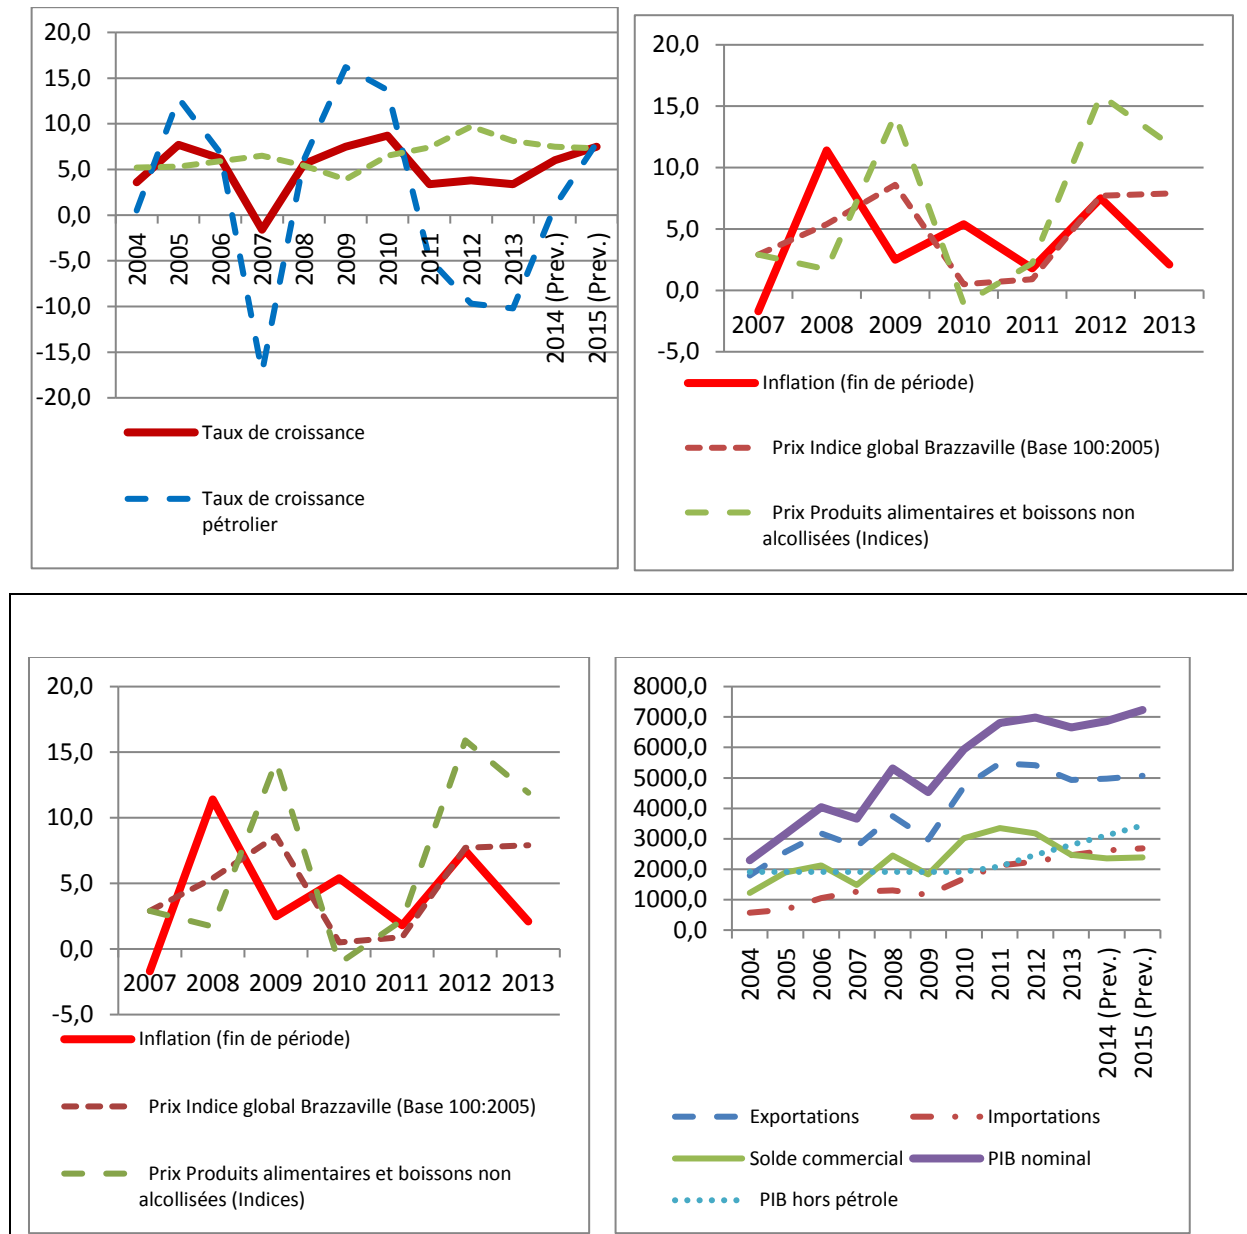 20,0
15,0
10,0
5,0
0,0
-5,0
-10,0
-15,0
-20,0
2004
2005
2006
2007
2008
2009
2010
2011
2012
2013
2014 (Prev.)
2015 (Prev.)
Taux de croissance
Taux de croissance
pétrolier
20,0
15,0
10,0
5,0
0,0
-5,0
2007 2008 2009 2010 2011 2012 2013
Inflation (fin de période)
Prix Indice global Brazzaville (Base 100:2005)
Prix Produits alimentaires et boissons non
alcollisées (Indices)
20,0
15,0
10,0
5,0
0,0
-5,0
2007 2008 2009 2010 2011 2012 2013
Inflation (fin de période)
Prix Indice global Brazzaville (Base 100:2005)
Prix Produits alimentaires et boissons non
alcollisées (Indices)
8000,0
7000,0
6000,0
5000,0
4000,0
3000,0
2000,0
1000,0
0,0
2004
2005
2006
2007
2008
2009
2010
2011
2012
2013
2014 (Prev.)
2015 (Prev.)
Exportations
Importations
Solde commercial
PIB nominal
PIB hors pétrole